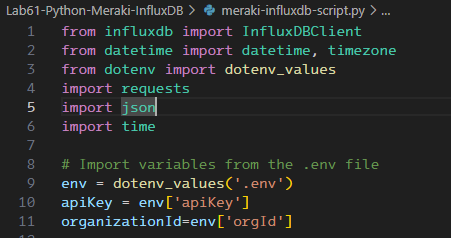 Lab61-Python-Meraki-InfluxDB > meraki-influxdb-script.py > ...
1 from influxdb import InfluxDBClient
2 from datetime import datetime, timezone
3 from dotenv import dotenv_values
4 import requests
5 import json
6 import time
7
8 # Import variables from the .env file
9 env = dotenv_values('.env')
10 apiKey = env['apiKey']
11 organizationId=env['orgId']